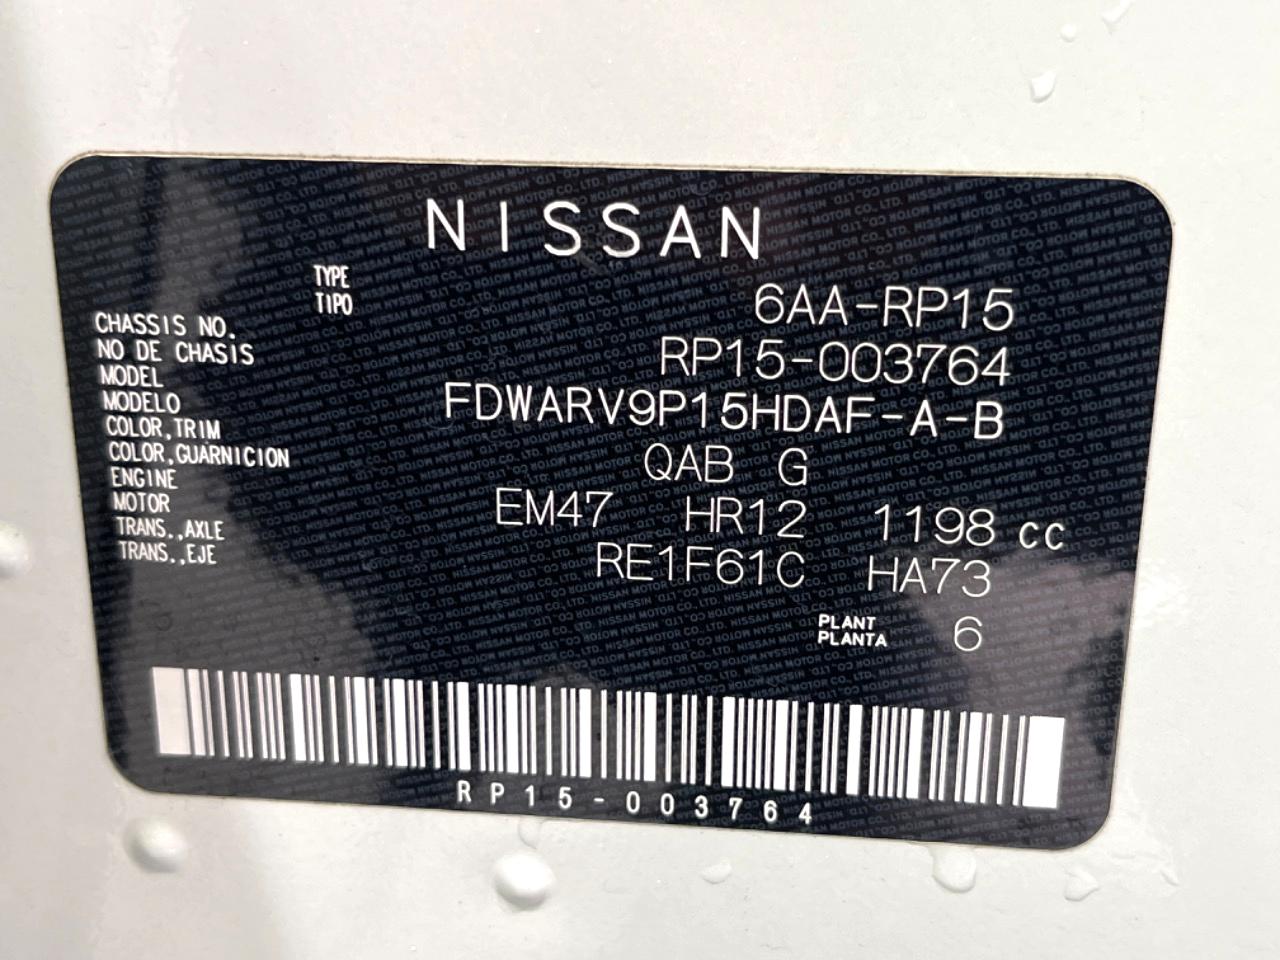 NISSAN
TYPE
TIPO
6AA-RP15
CHASSIS NO.
NO DE CHASIS
RP15-003764
MODEL
MODELO
FDWARV9P15HDAF-A-B
COLOR,TRIM
COLOR,GUARNICION
QAB G
ENGINE
MOTOR
EM47 HR12 1198 cc
TRANS.,AXLE
TRANS.,EJE
RE1F61C HA73
PLANT
PLANTA
6
RP15-003764